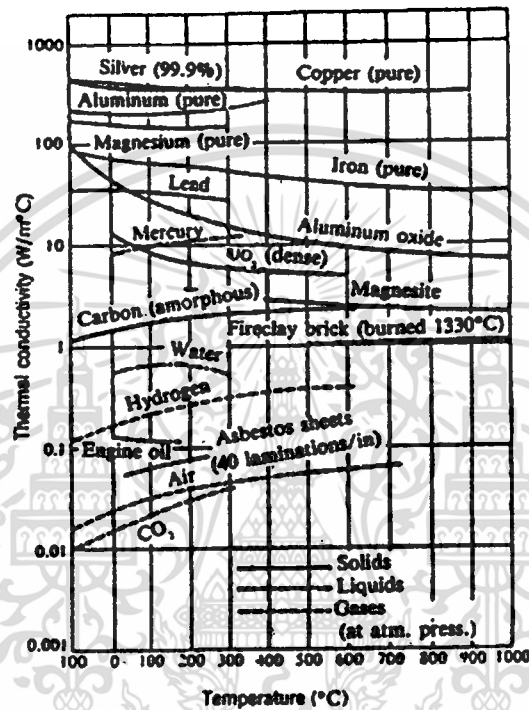 1000
Silver (99.9%) Copper (pure)
Aluminum (pure)
100
Magnesium (pure)
Iron (pure)
Lead
Aluminum oxide
Mercury
10
UO₂ (dense)
Magnesite
Carbon (amorphous)
Fireclay brick (burned 1330°C)
1
Water
Hydrogen
Asbestos sheets
(40 laminations/in)
0.1
Engine oil
Air
CO₂
0.01
Solids
Liquids
Gases
(at atm. press.)
0.001
100 0 100 200 300 400 500 600 700 800 900 1000
Temperature (°C)
Thermal conductivity (W/m°C)